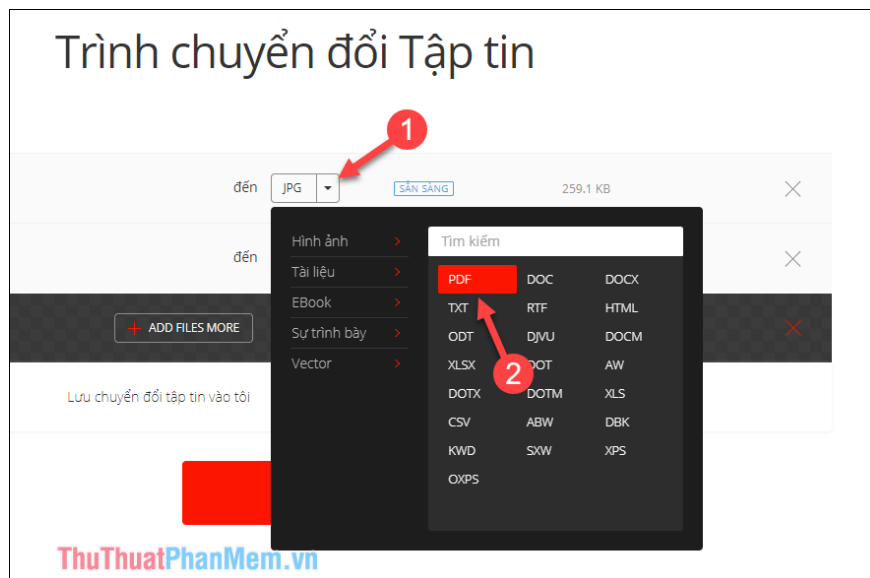 Trình chuyển đổi Tập tin
1
đến JPG SẴN SÀNG 259.1 KB
đến
Hình ảnh
Tài liệu
EBook
Sự trình bày
Vector
Tìm kiếm
PDF DOC DOCX
TXT RTF HTML
ODT DJVU DOCM
XLSX DOT AW
2
DOTX DOTM XLS
CSV ABW DBK
KWD SXW XPS
OXPS
ADD FILES MORE
Lưu chuyển đổi tập tin vào tôi
ThuThuatPhanMem.vn